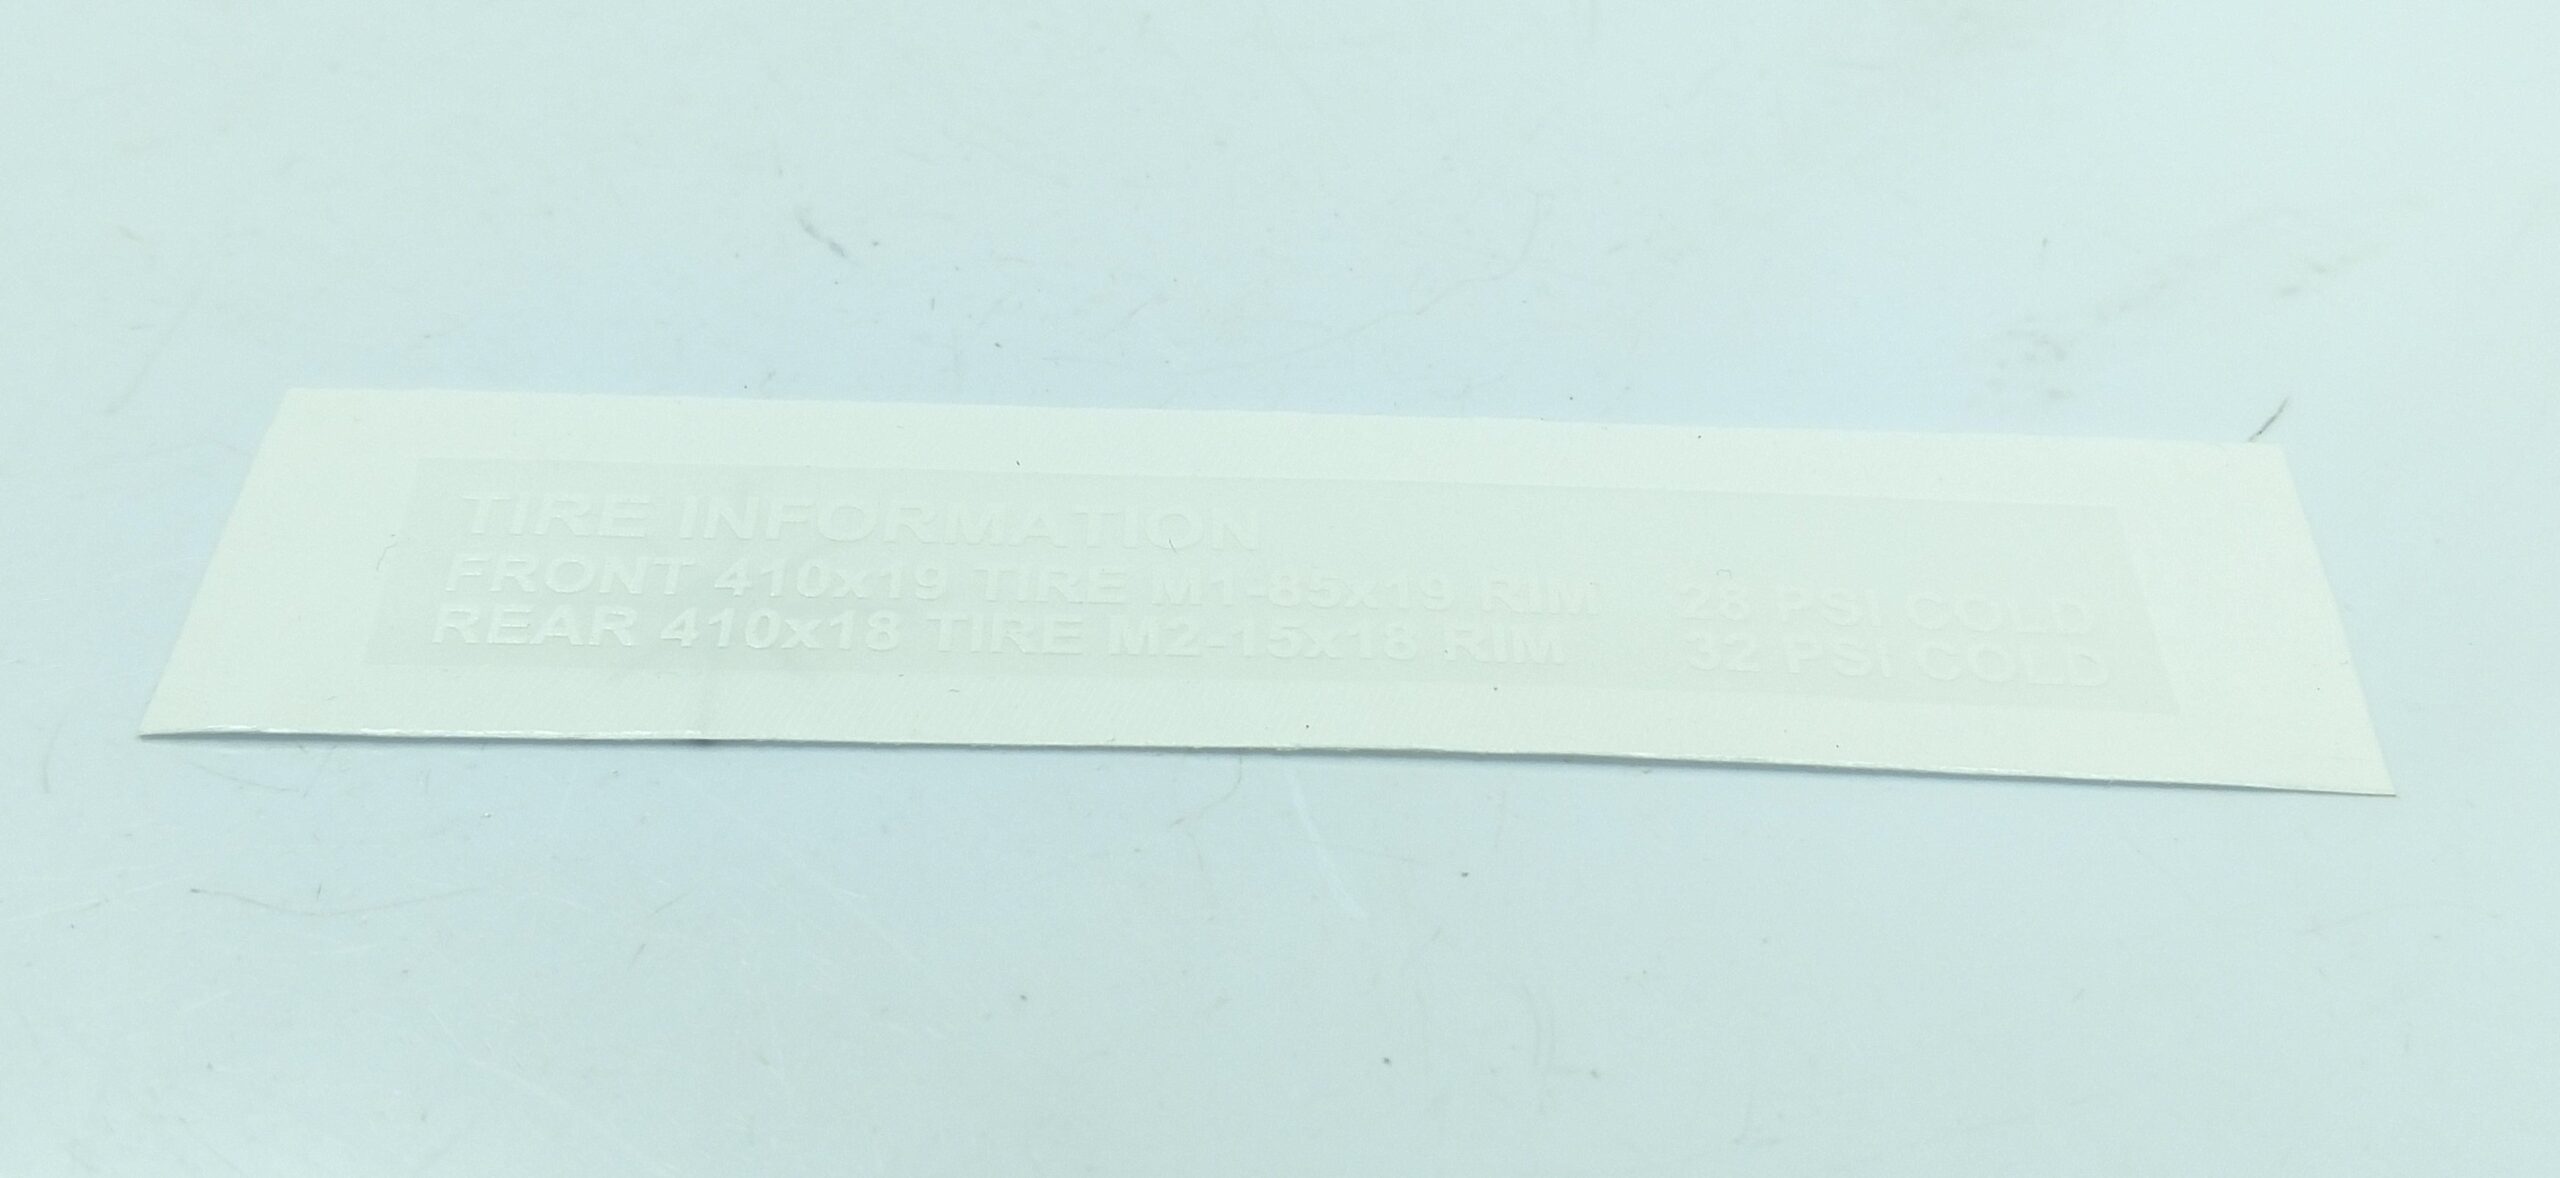 TIRE INFORMATION
FRONT 410x19 TIRE M1-85x19 RIM 28 PSI COLD
REAR 410x18 TIRE M2-15x18 RIM 32 PSI COLD